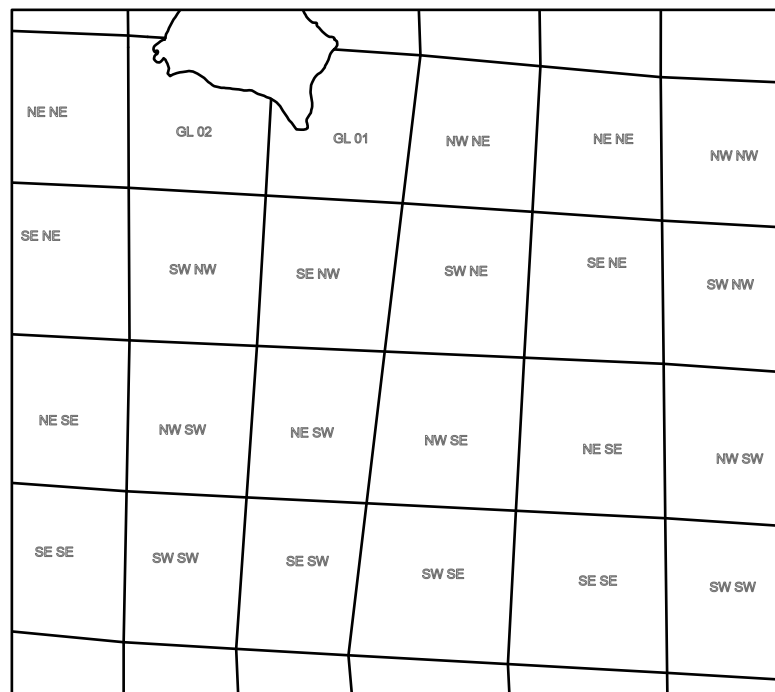 NE NE
GL 02
GL 01
NW NE
NE NE
NW NW
SE NE
SW NW
SE NW
SW NE
SE NE
SW NW
NE SE
NW SW
NE SW
NW SE
NE SE
NW SW
SE SE
SW SW
SE SW
SW SE
SE SE
SW SW